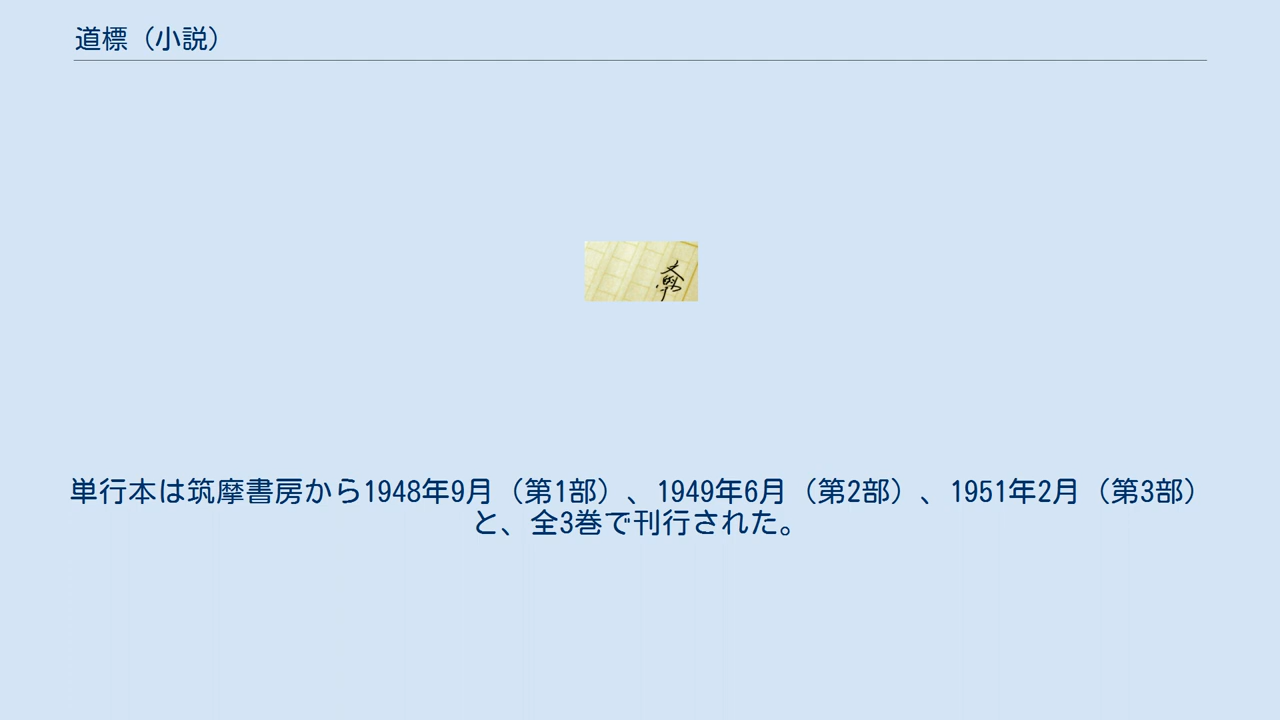 道標（小説）
単行本は筑摩書房から1948年9月（第1部）、1949年6月（第2部）、1951年2月（第3部）
と、全3巻で刊行された。